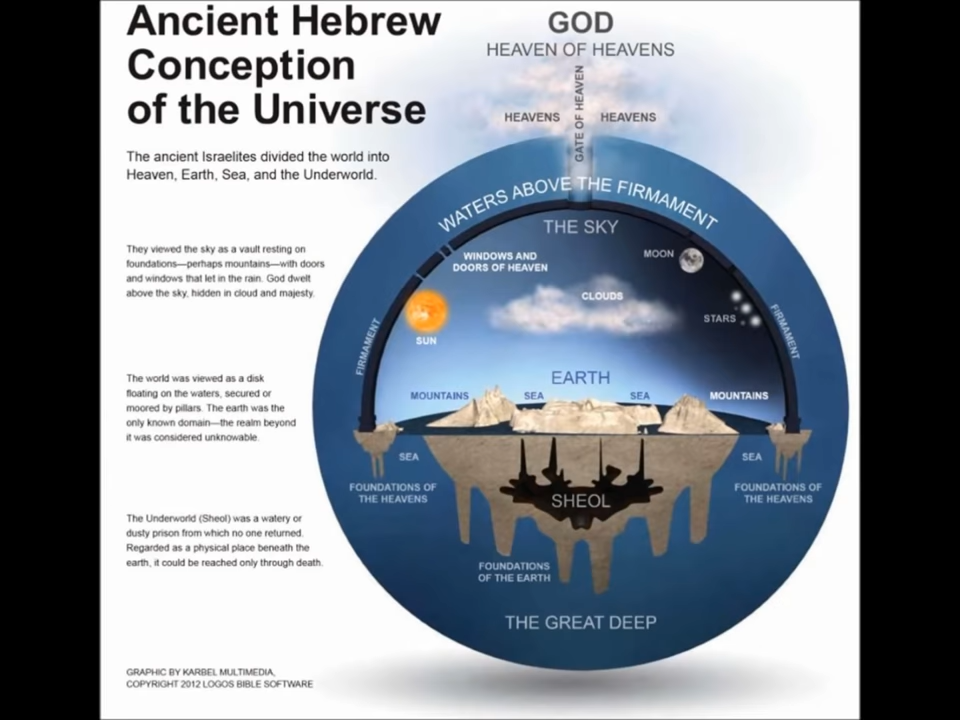 Ancient Hebrew
Conception
of the Universe
The ancient Israelites divided the world into
Heaven, Earth, Sea, and the Underworld.
They viewed the sky as a vault resting on
foundations—perhaps mountains—with doors
and windows that let in the rain. God dwelt
above the sky, hidden in cloud and majesty.
The world was viewed as a disk
floating on the waters, secured or
moored by pillars. The earth was the
only known domain—the realm beyond
it was considered unknowable.
The Underworld (Sheol) was a watery or
dusty prison from which no one returned.
Regarded as a physical place beneath the
earth, it could be reached only through death.
GRAPHIC BY KARBEL MULTIMEDIA,
COPYRIGHT 2012 LOGOS BIBLE SOFTWARE
GOD
HEAVEN OF HEAVENS
GATE OF HEAVEN
HEAVENS
HEAVENS
WATERS ABOVE THE FIRMAMENT
THE SKY
WINDOWS AND
DOORS OF HEAVEN
MOON
CLOUDS
STARS
SUN
FIRMAMENT
FIRMAMENT
EARTH
MOUNTAINS
SEA
SEA
MOUNTAINS
SEA
SEA
FOUNDATIONS OF
THE HEAVENS
FOUNDATIONS OF
THE HEAVENS
SHEOL
FOUNDATIONS
OF THE EARTH
THE GREAT DEEP